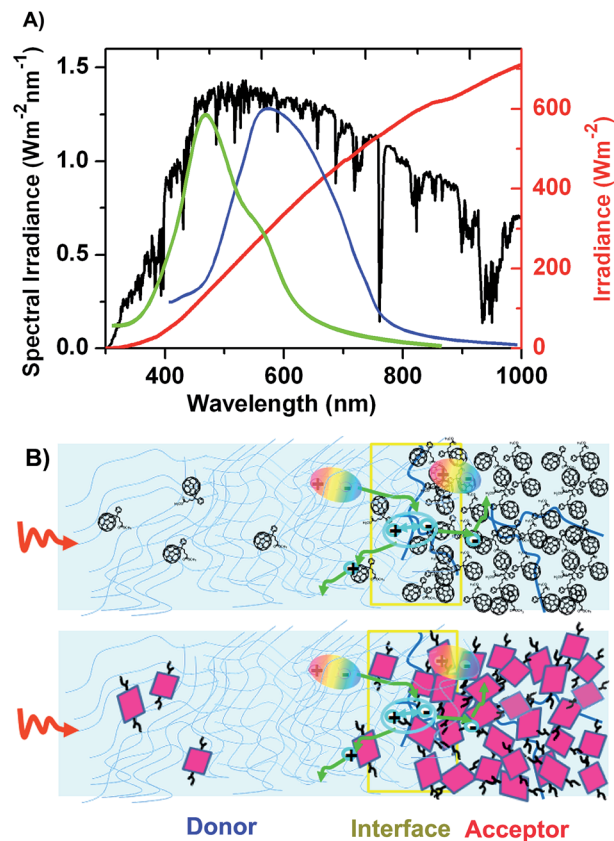 A)
Spectral Irradiance (Wm⁻²nm⁻¹)
1.5
1.0
0.5
0.0
600
400
200
0
Irradiance (Wm⁻²)
400 600 800 1000
Wavelength (nm)
B)
+ -
+ -
+ -
+
-
+ -
+ -
+ -
+
-
Donor Interface Acceptor